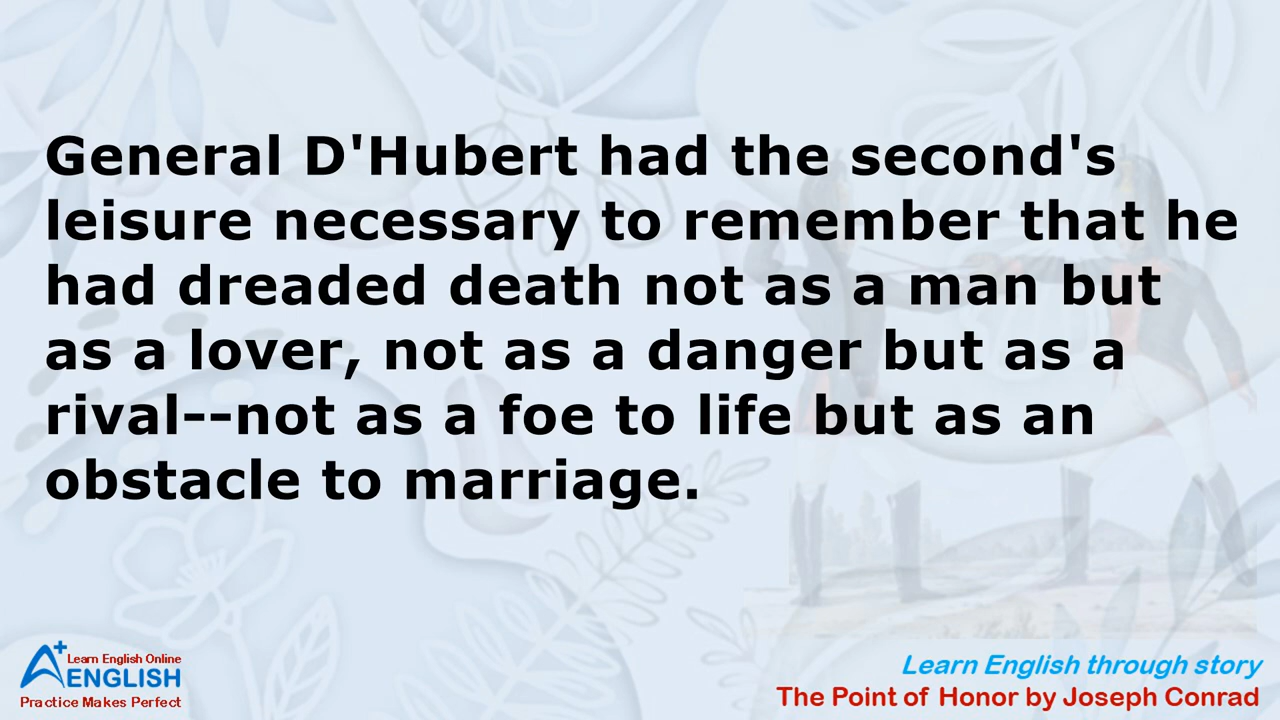 General D'Hubert had the second's
leisure necessary to remember that he
had dreaded death not as a man but
as a lover, not as a danger but as a
rival--not as a foe to life but as an
obstacle to marriage.
A+ Learn English Online
ENGLISH
Practice Makes Perfect
Learn English through story
The Point of Honor by Joseph Conrad